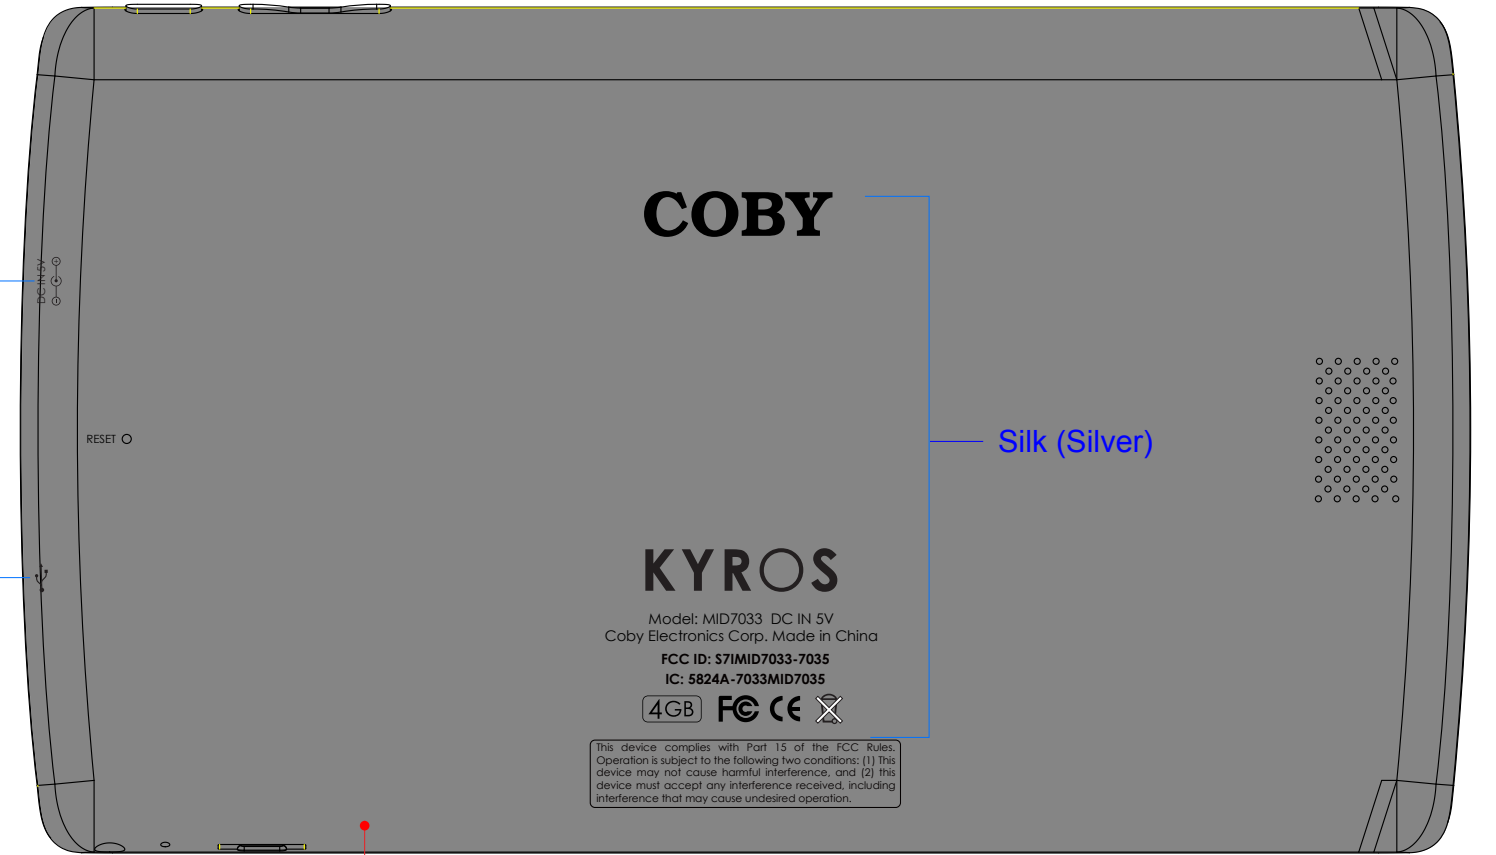 COBY
DC IN 5V
RESET
Silk (Silver)
KYROS
Model: MID7033  DC IN 5V
Coby Electronics Corp. Made in China
FCC ID: S7IMID7033-7035
IC: 5824A-7033MID7035
4GB FC CE
This device complies with Part 15 of the FCC Rules.
Operation is subject to the following two conditions: (1) This
device may not cause harmful interference, and (2) this
device must accept any interference received, including
interference that may cause undesired operation.